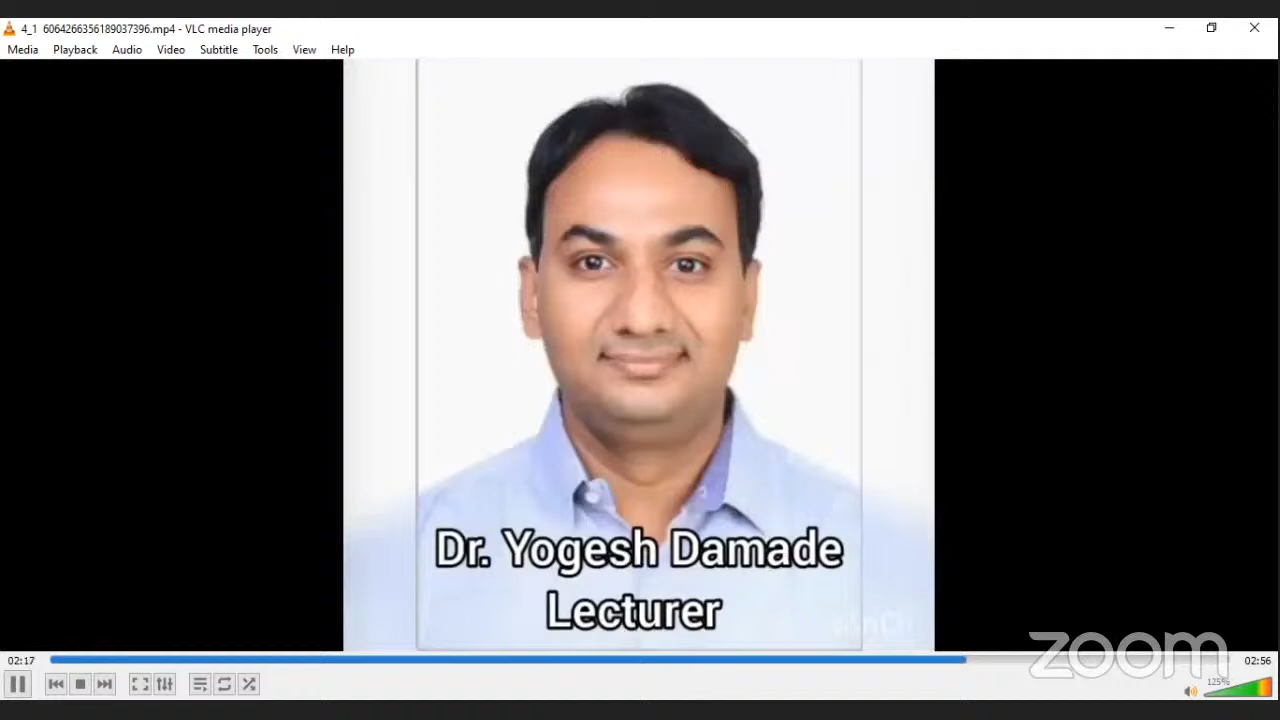 4_1 6064266356189037396.mp4 - VLC media player
Media Playback Audio Video Subtitle Tools View Help
Dr. Yogesh Damade
Lecturer
zoom
02:17
02:56
125%